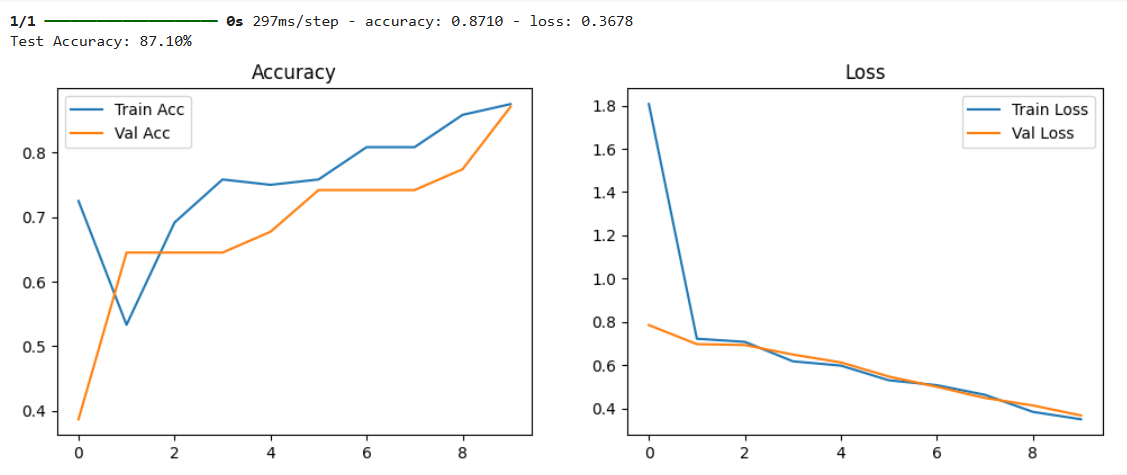 1/1 ━━━━━━━━━━━━━━━━━━━━ 0s 297ms/step - accuracy: 0.8710 - loss: 0.3678
Test Accuracy: 87.10%
Accuracy
Train Acc
Val Acc
0.8
0.7
0.6
0.5
0.4
0 2 4 6 8
Loss
Train Loss
Val Loss
1.8
1.6
1.4
1.2
1.0
0.8
0.6
0.4
0 2 4 6 8